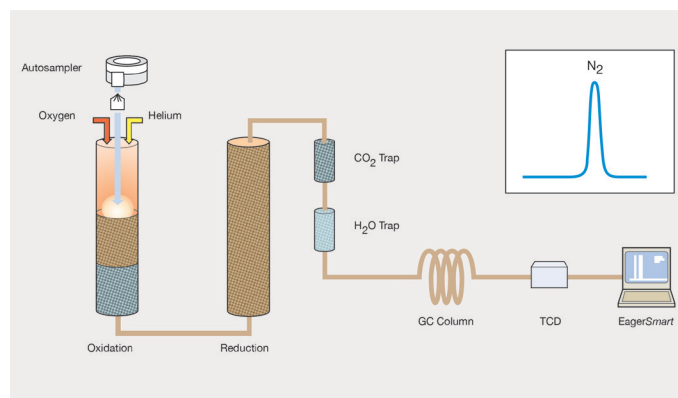 Autosampler
Oxygen
Helium
N2
CO2 Trap
H2O Trap
GC Column
TCD
EagerSmart
Oxidation
Reduction